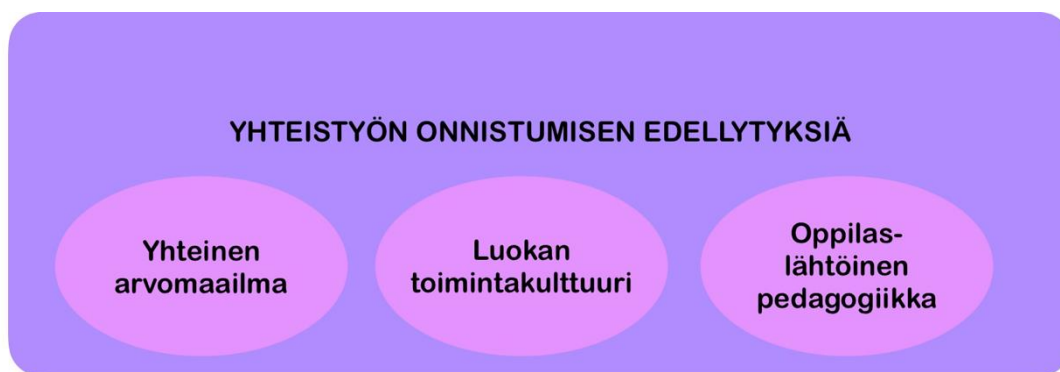 YHTEISTYÖN ONNISTUMISEN EDELLYTYKSIÄ
Yhteinen
arvomaailma
Luokan
toimintakulttuuri
Oppilas-
lähtöinen
pedagogiikka